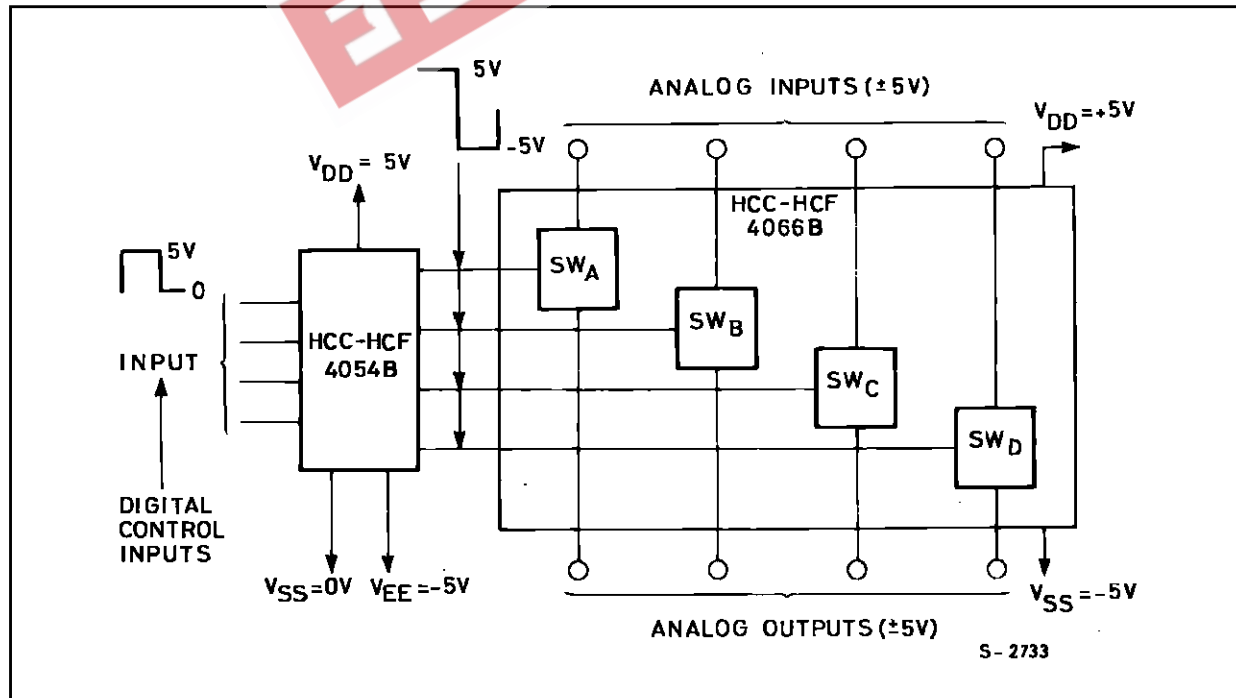 5V
-5V
ANALOG INPUTS (±5V)
VDD=+5V
VDD= 5V
HCC-HCF
4066B
5V
0
INPUT
HCC-HCF
4054B
SWA
SWB
SWC
SWD
DIGITAL
CONTROL
INPUTS
VSS=0V
VEE=-5V
VSS=-5V
ANALOG OUTPUTS (±5V)
S-2733